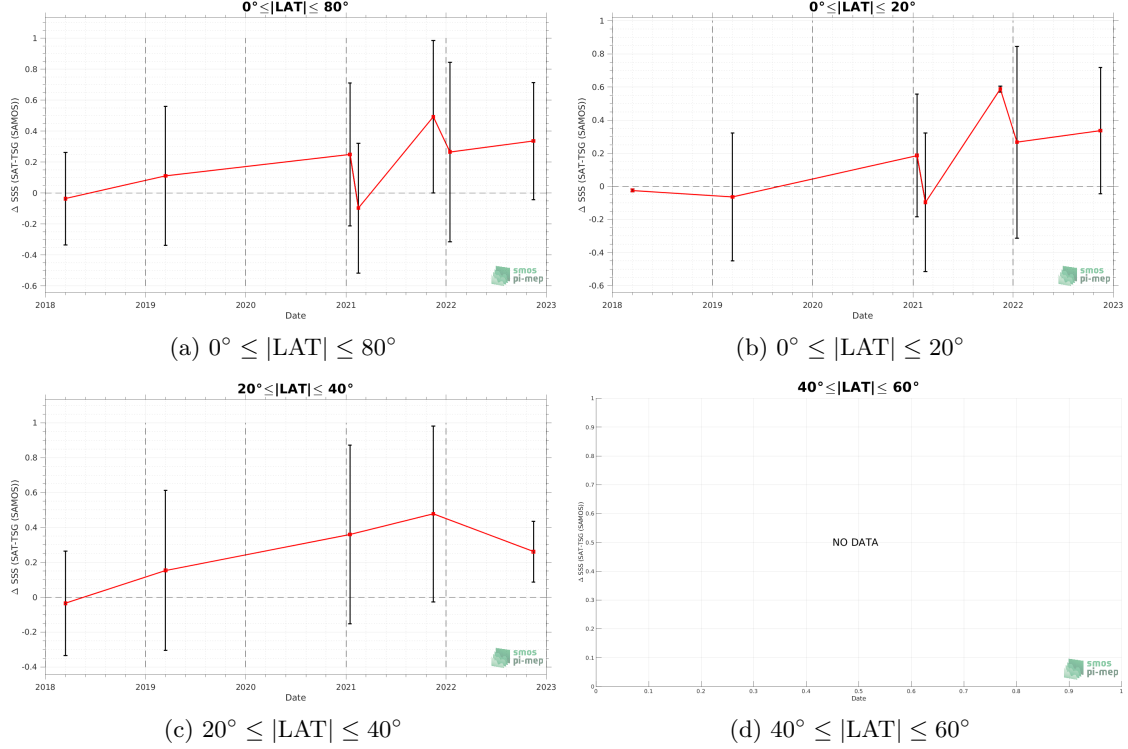 0°≤|LAT|≤ 80°
1
0.8
0.6
0.4
0.2
0
-0.2
-0.4
-0.6
Δ SSS (SAT-TSG (SAMOS))
2018
2019
2020
2021
2022
2023
Date
smos
pi-mep
(a) 0° ≤ |LAT| ≤ 80°
0°≤|LAT|≤ 20°
1
0.8
0.6
0.4
0.2
0
-0.2
-0.4
-0.6
Δ SSS (SAT-TSG (SAMOS))
2018
2019
2020
2021
2022
2023
Date
smos
pi-mep
(b) 0° ≤ |LAT| ≤ 20°
20°≤|LAT|≤ 40°
1
0.8
0.6
0.4
0.2
0
-0.2
-0.4
Δ SSS (SAT-TSG (SAMOS))
2018
2019
2020
2021
2022
2023
Date
smos
pi-mep
(c) 20° ≤ |LAT| ≤ 40°
40°≤|LAT|≤ 60°
1
0.9
0.8
0.7
0.6
0.5
0.4
0.3
0.2
0.1
0
Δ SSS (SAT-TSG (SAMOS))
NO DATA
0
0.1
0.2
0.3
0.4
0.5
0.6
0.7
0.8
0.9
1
Date
smos
pi-mep
(d) 40° ≤ |LAT| ≤ 60°